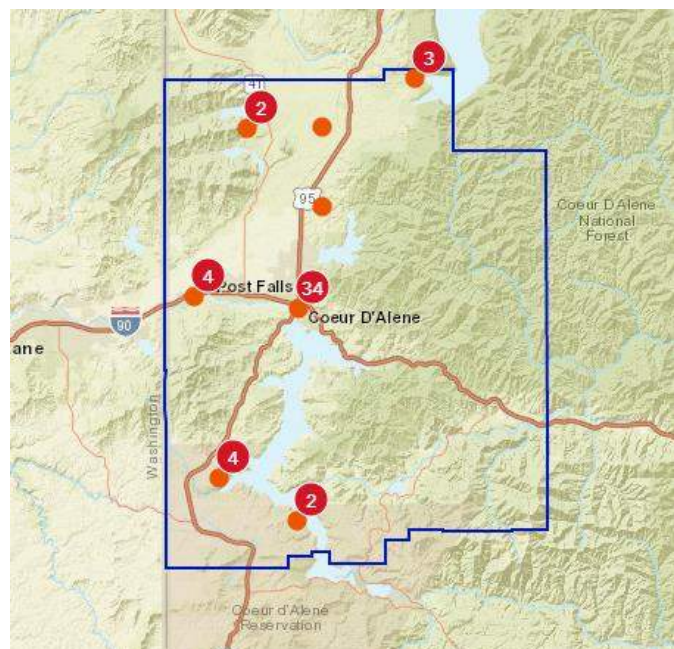 3
41
2
95
Coeur D'Alene
National
Forest
4
Post Falls
34
90
Coeur D'Alene
ane
Washington
4
2
Coeur d'Alene
Reservation